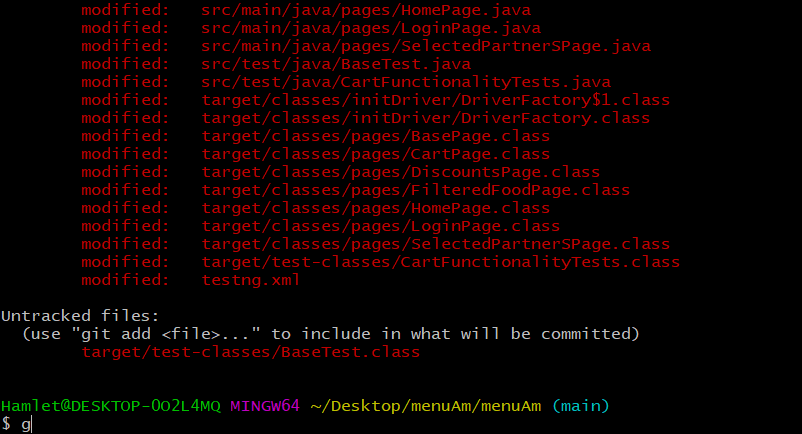 modified:   src/main/java/pages/HomePage.java
modified:   src/main/java/pages/LoginPage.java
modified:   src/main/java/pages/SelectedPartnerSPage.java
modified:   src/test/java/BaseTest.java
modified:   src/test/java/CartFunctionalityTests.java
modified:   target/classes/initDriver/DriverFactory$1.class
modified:   target/classes/initDriver/DriverFactory.class
modified:   target/classes/pages/BasePage.class
modified:   target/classes/pages/CartPage.class
modified:   target/classes/pages/DiscountsPage.class
modified:   target/classes/pages/FilteredFoodPage.class
modified:   target/classes/pages/HomePage.class
modified:   target/classes/pages/LoginPage.class
modified:   target/classes/pages/SelectedPartnerSPage.class
modified:   target/test-classes/CartFunctionalityTests.class
modified:   testng.xml
Untracked files:
(use "git add <file>..." to include in what will be committed)
target/test-classes/BaseTest.class
Hamlet@DESKTOP-OO2L4MQ MINGW64 ~/Desktop/menuAm/menuAm (main)
$ g